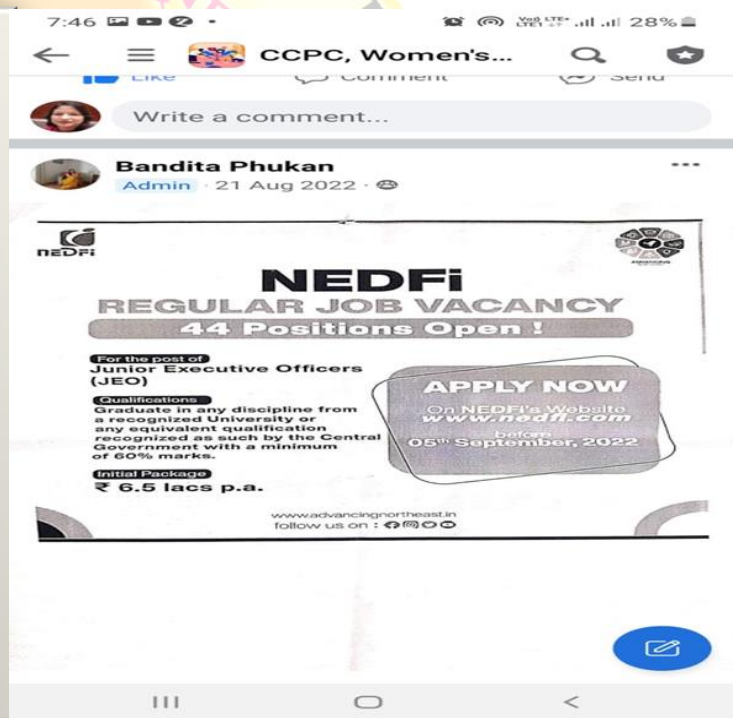 7:46
28%
CCPC, Women's...
Like Comment Send
Write a comment...
Bandita Phukan
Admin · 21 Aug 2022 ·
NEDFi
NEDFi
REGULAR JOB VACANCY
44 Positions Open !
For the post of
Junior Executive Officers
(JEO)
Qualifications
Graduate in any discipline from
a recognized University or
any equivalent qualification
recognized as such by the Central
Government with a minimum
of 60% marks.
Initial Package
₹ 6.5 lacs p.a.
APPLY NOW
On NEDFi's Website
www.nedfi.com
before
05th September, 2022
www.advancingnortheast.in
follow us on :